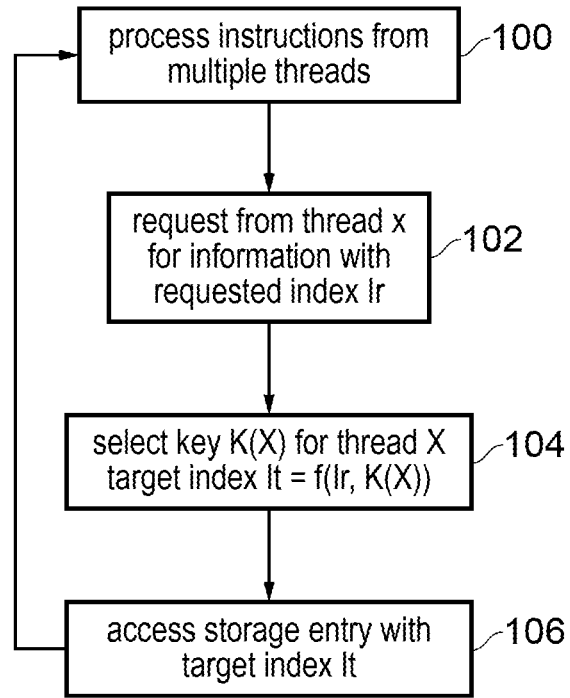 process instructions from
multiple threads
100
request from thread x
for information with
requested index Ir
102
select key K(X) for thread X
target index It = f(Ir, K(X))
104
access storage entry with
target index It
106